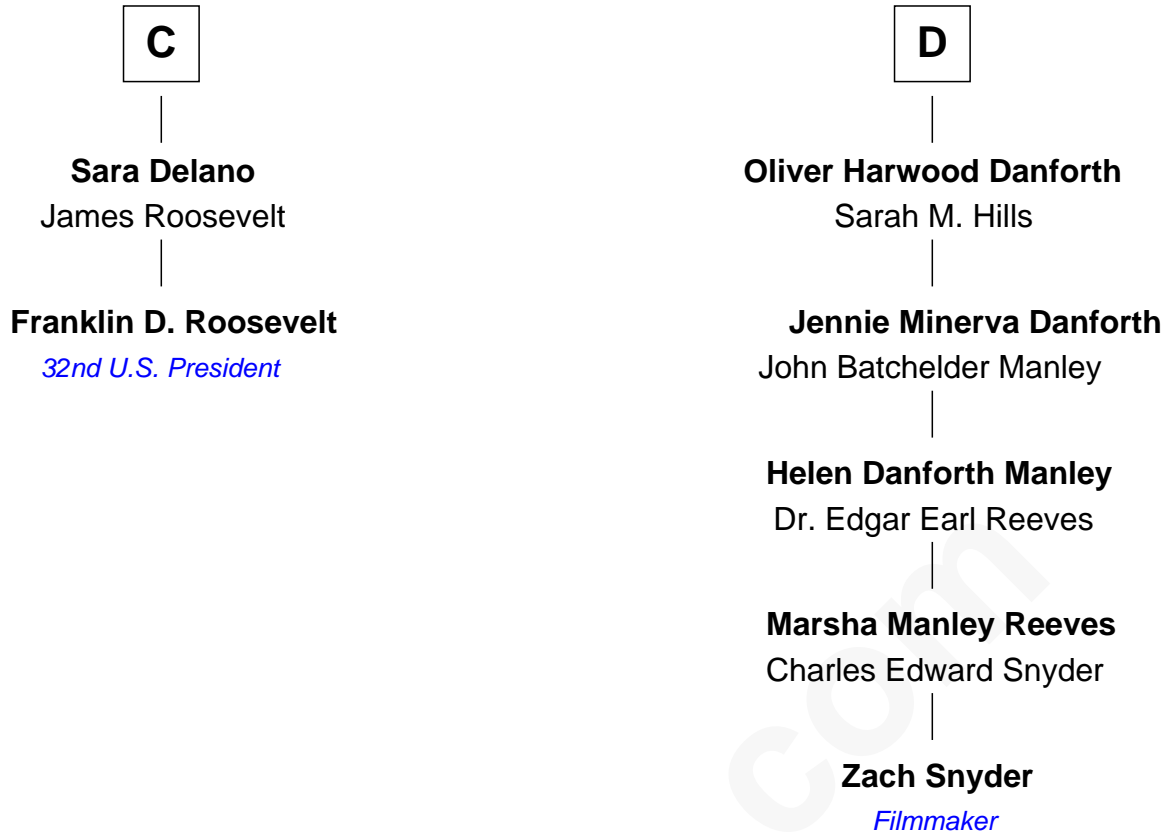 C
Sara Delano
James Roosevelt
Franklin D. Roosevelt
32nd U.S. President
D
Oliver Harwood Danforth
Sarah M. Hills
Jennie Minerva Danforth
John Batchelder Manley
Helen Danforth Manley
Dr. Edgar Earl Reeves
Marsha Manley Reeves
Charles Edward Snyder
Zach Snyder
Filmmaker
com